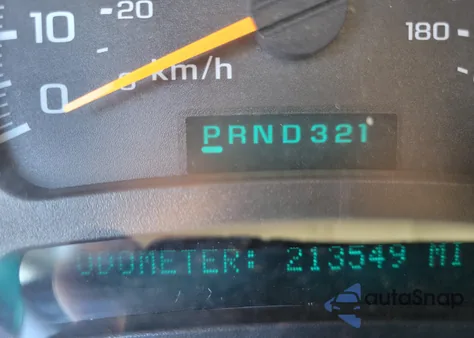 20
10
180
km/h
0
PRND321
ODOMETER: 213549 MI
autoSnap